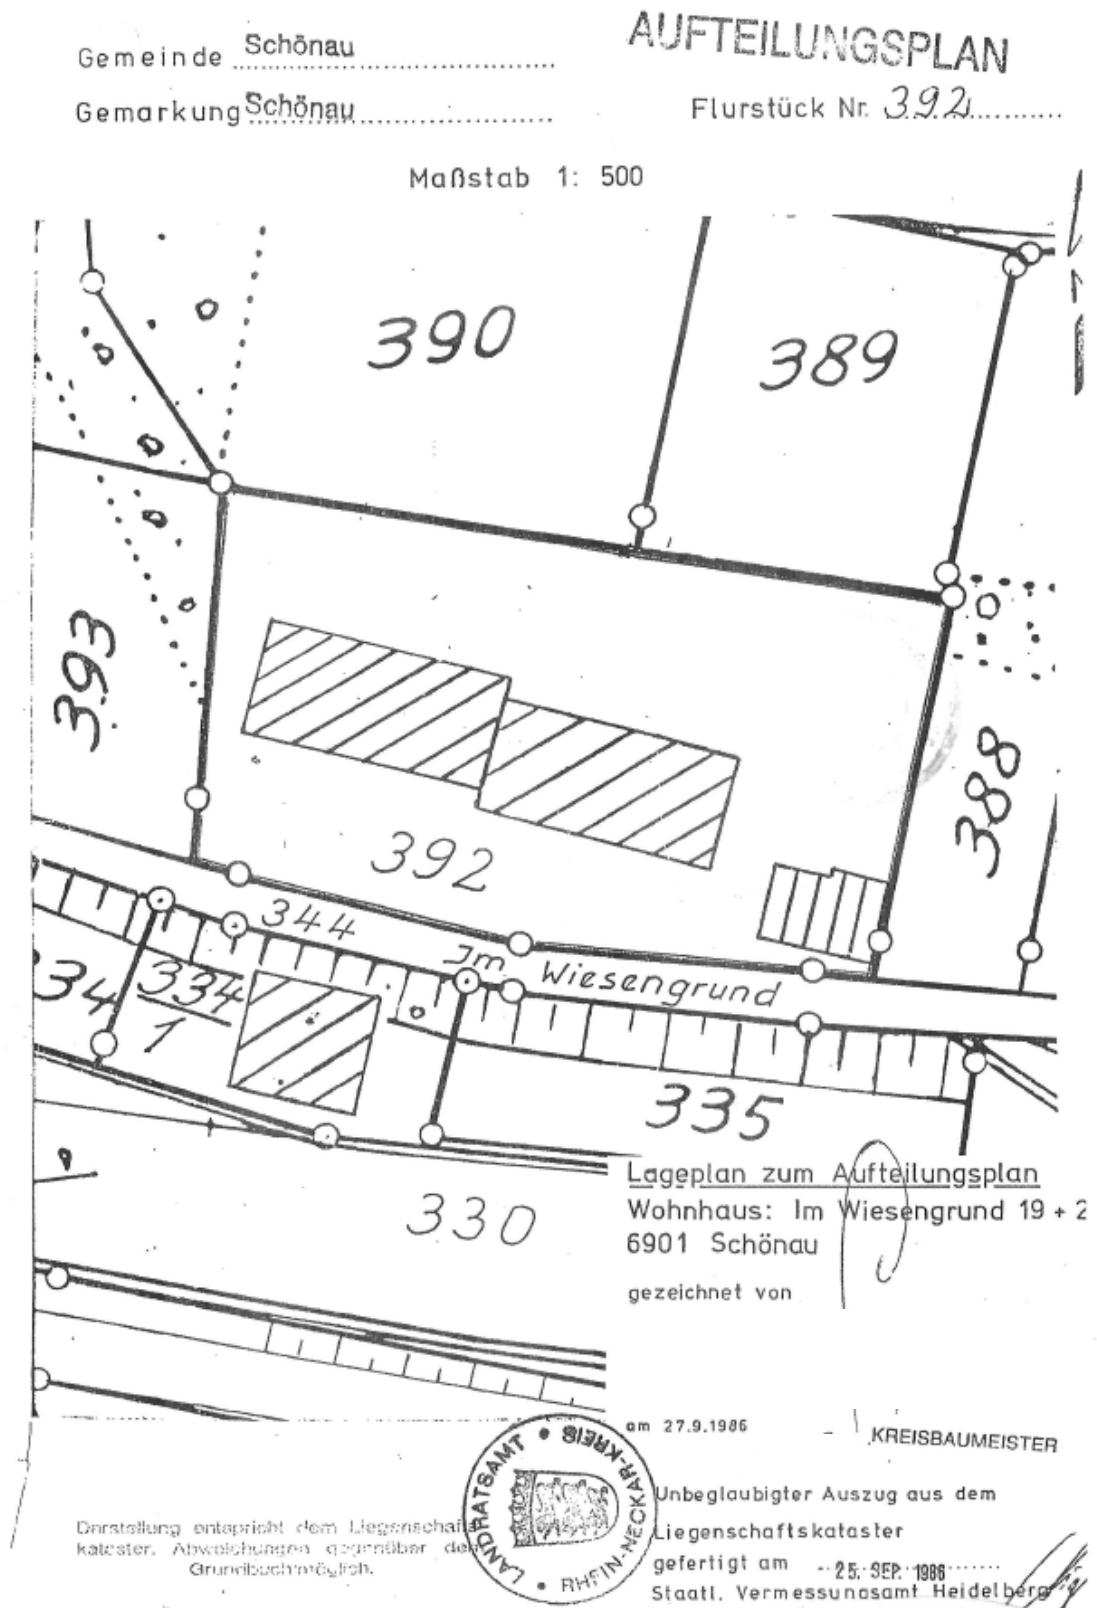 Gemeinde Schönau
AUFTEILUNGSPLAN
Gemarkung Schönau
Flurstück Nr. 392
Maßstab 1: 500
390
389
393
388
392
344
Im Wiesengrund
334
334
1
335
330
Lageplan zum Aufteilungsplan
Wohnhaus: Im Wiesengrund 19 + 2
6901 Schönau
gezeichnet von
am 27.9.1986
KREISBAUMEISTER
LANDRATSAMT
RHEIN-NECKAR-KREIS
Unbeglaubigter Auszug aus dem
Liegenschaftskataster
gefertigt am 25. SEP. 1986
Staatl. Vermessungsamt Heidelberg
Darstellung entspricht dem Liegenschafts
kataster. Abweichungen gegenüber dem
Grundbuch möglich.